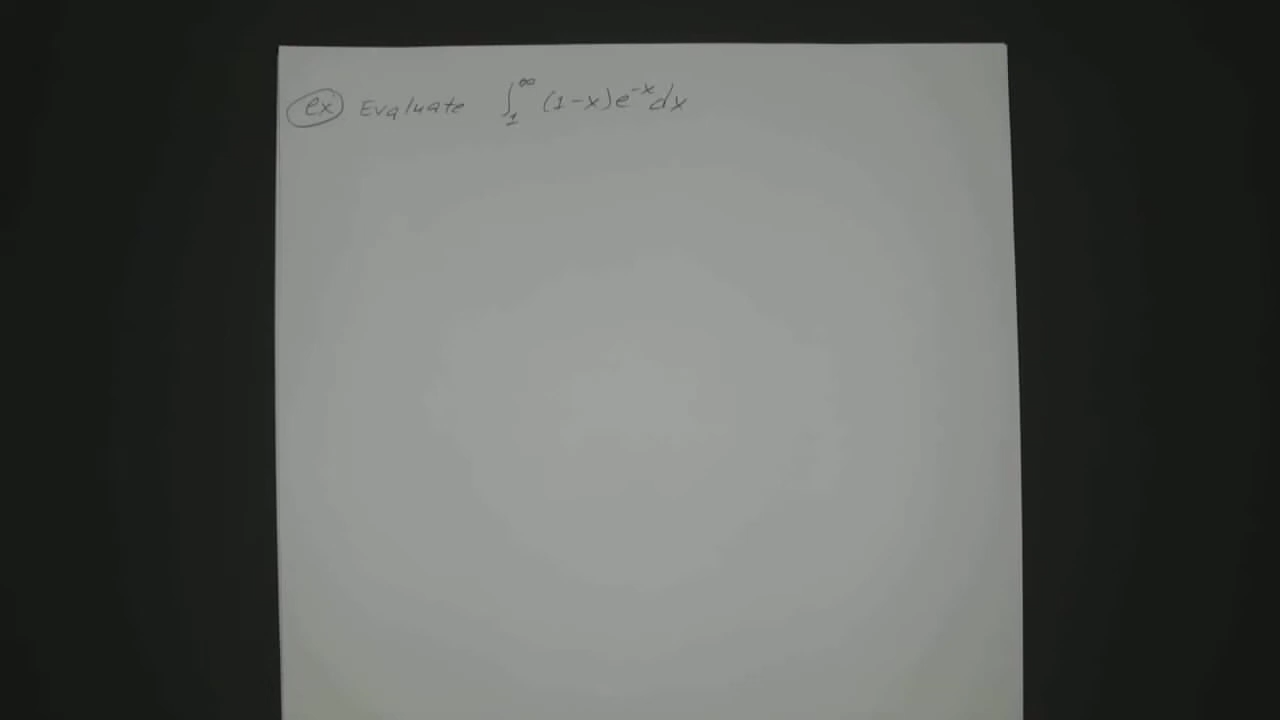 ex Evaluate ∫₁^∞ (1-x)e^-x dx